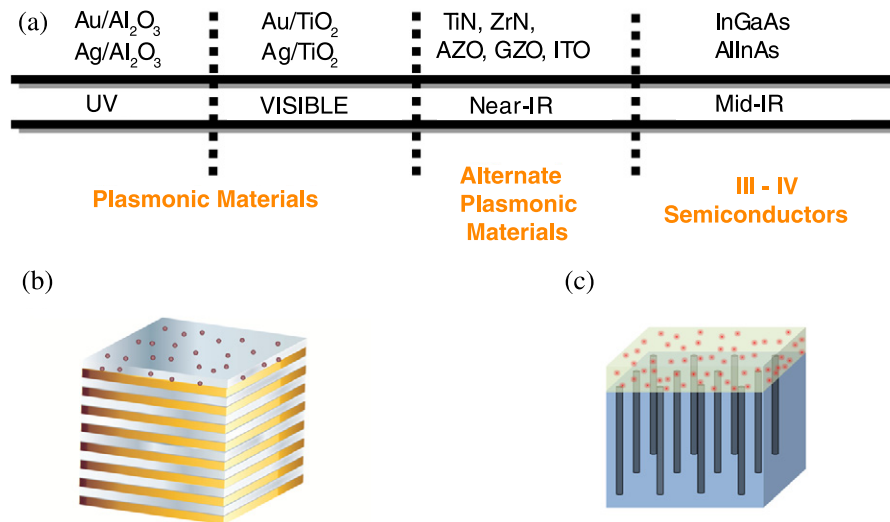 (a)
Au/Al₂O₃ Au/TiO₂ TiN, ZrN, InGaAs
Ag/Al₂O₃ Ag/TiO₂ AZO, GZO, ITO AlInAs
UV VISIBLE Near-IR Mid-IR
Plasmonic Materials
Alternate
Plasmonic
Materials
III - IV
Semiconductors
(b) (c)